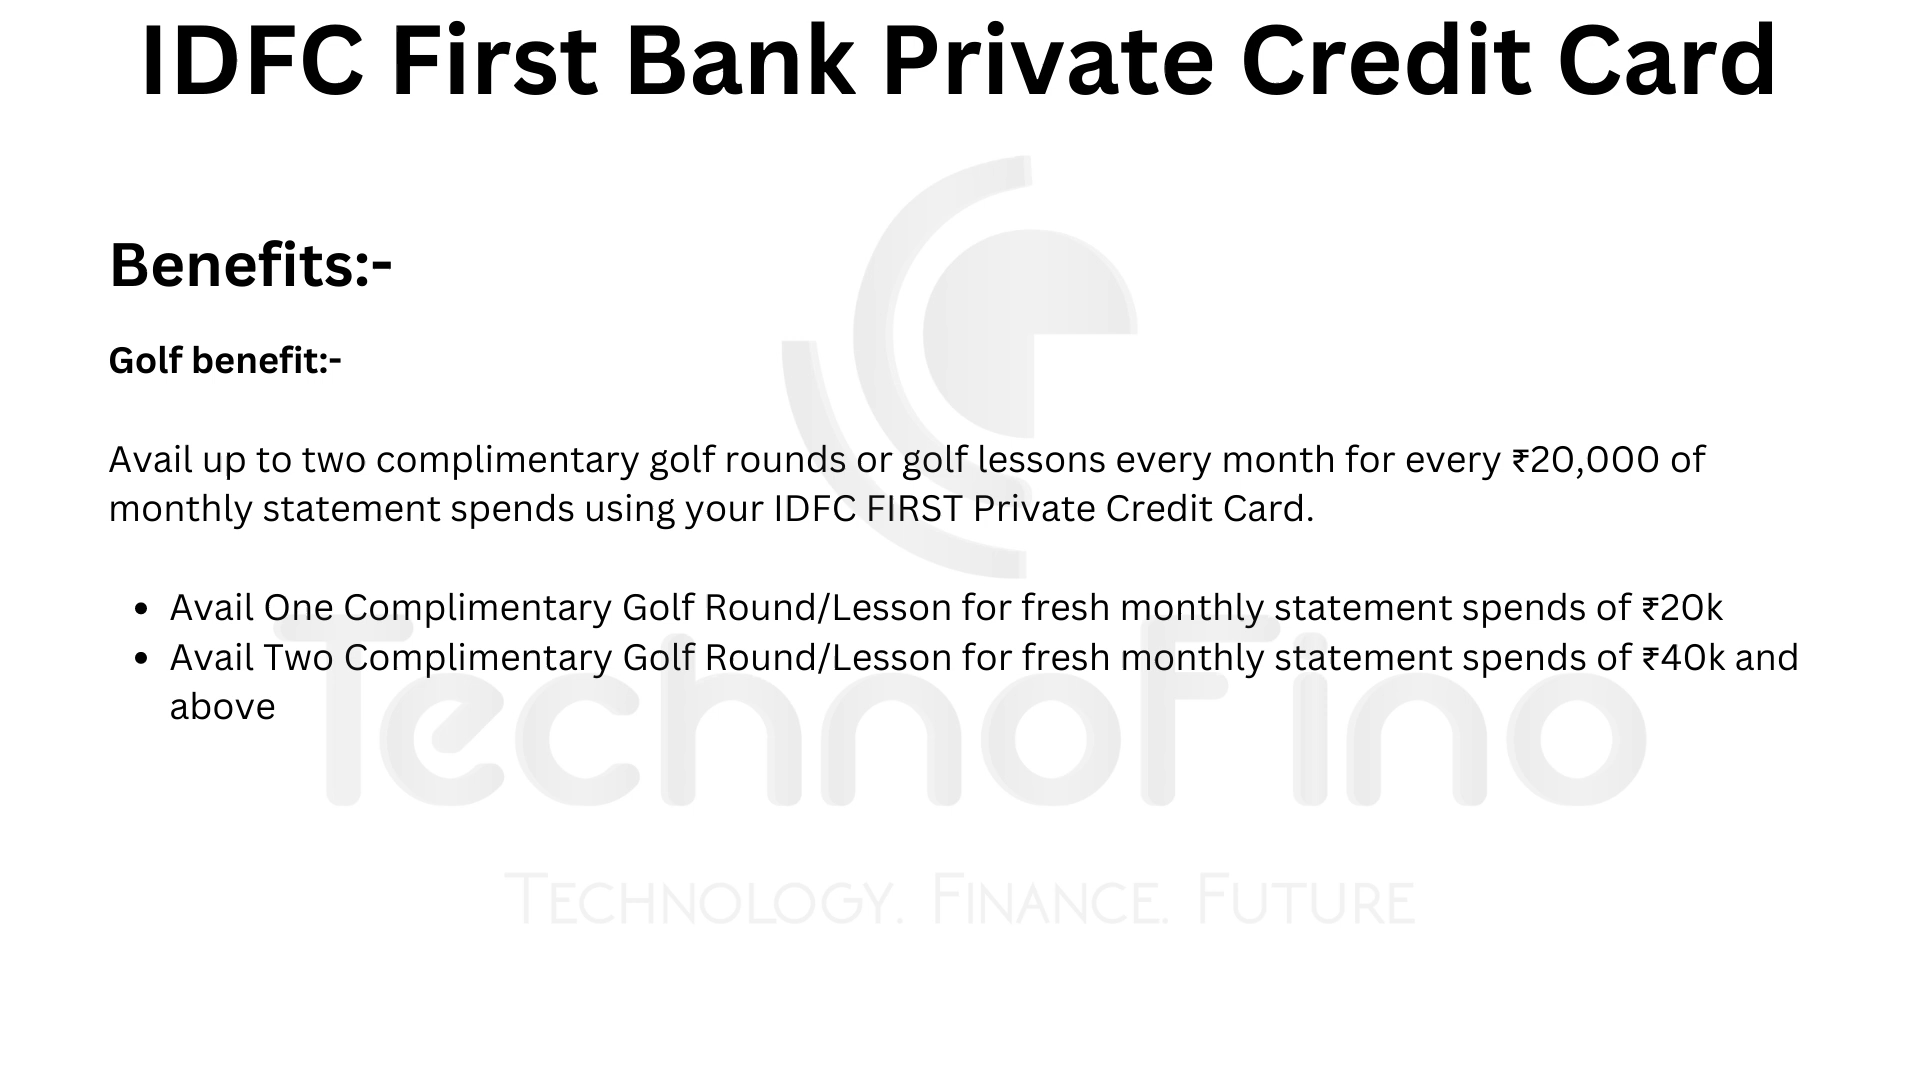 IDFC First Bank Private Credit Card
Benefits:-
Golf benefit:-
Avail up to two complimentary golf rounds or golf lessons every month for every ₹20,000 of
monthly statement spends using your IDFC FIRST Private Credit Card.
• Avail One Complimentary Golf Round/Lesson for fresh monthly statement spends of ₹20k
• Avail Two Complimentary Golf Round/Lesson for fresh monthly statement spends of ₹40k and
above
TechnoFino
TECHNOLOGY. FINANCE. FUTURE